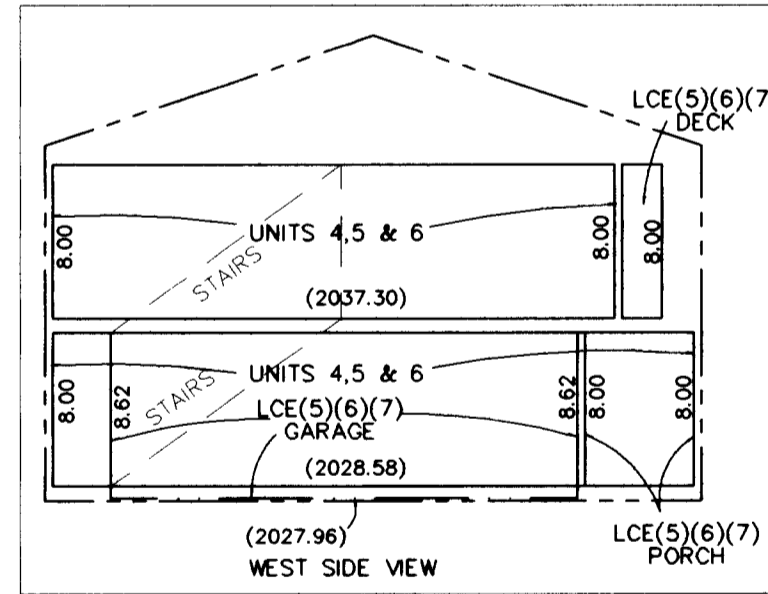 LCE(5)(6)(7
DECK
UNITS 4,5 & 6
8.00
8.00
8.00
STAIRS
(2037.30)
UNITS 4,5 & 6
8.00
8.62
STAIRS
LCE(5)(6)(7)
GARAGE
8.62
8.00
8.00
(2028.58)
(2027.96)
WEST SIDE VIEW
LCE(5)(6)(7)
PORCH